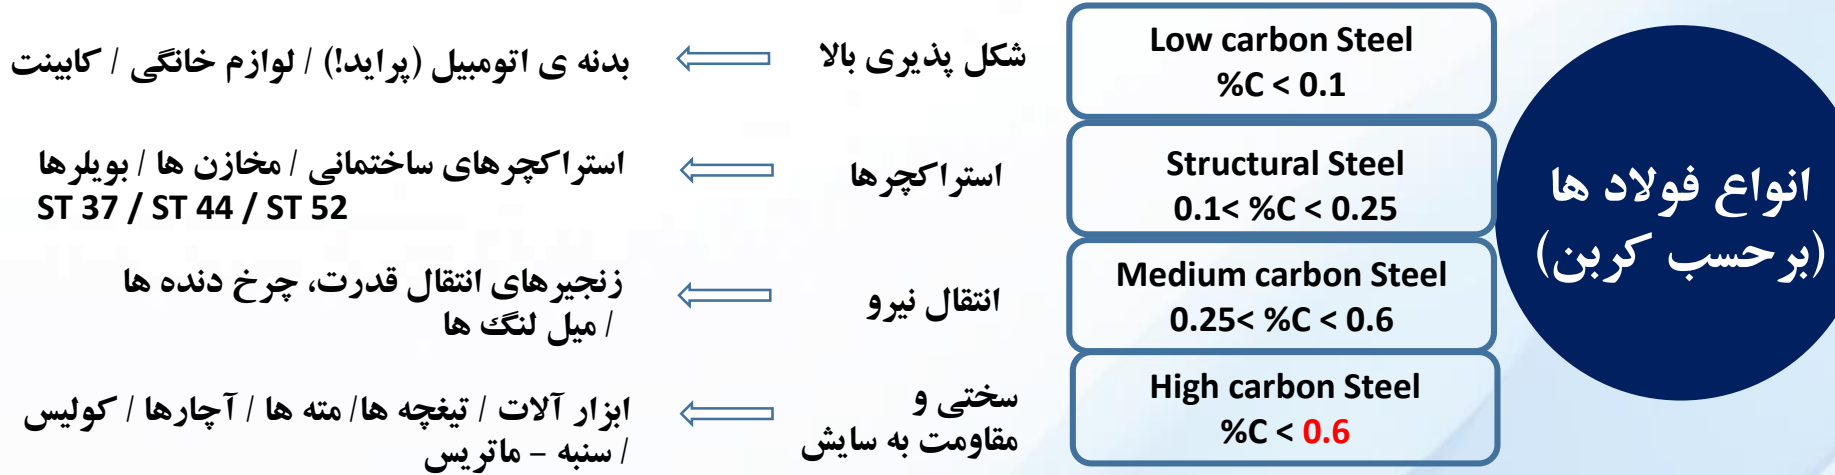 انواع فولاد ها
(برحسب کربن)
Low carbon Steel
%C < 0.1
شکل پذیری بالا
بدنه ی اتومبیل (پراید!) / لوازم خانگی / کابینت
Structural Steel
0.1< %C < 0.25
استراکچرها
استراکچرهای ساختمانی / مخازن ها / بویلرها
ST 37 / ST 44 / ST 52
Medium carbon Steel
0.25< %C < 0.6
انتقال نیرو
زنجیرهای انتقال قدرت، چرخ دنده ها
/ میل لنگ ها
High carbon Steel
%C < 0.6
سختی و
مقاومت به سایش
ابزار آلات / تیغچه ها/ مته ها / آچارها / کولیس
/ سنبه – ماتریس